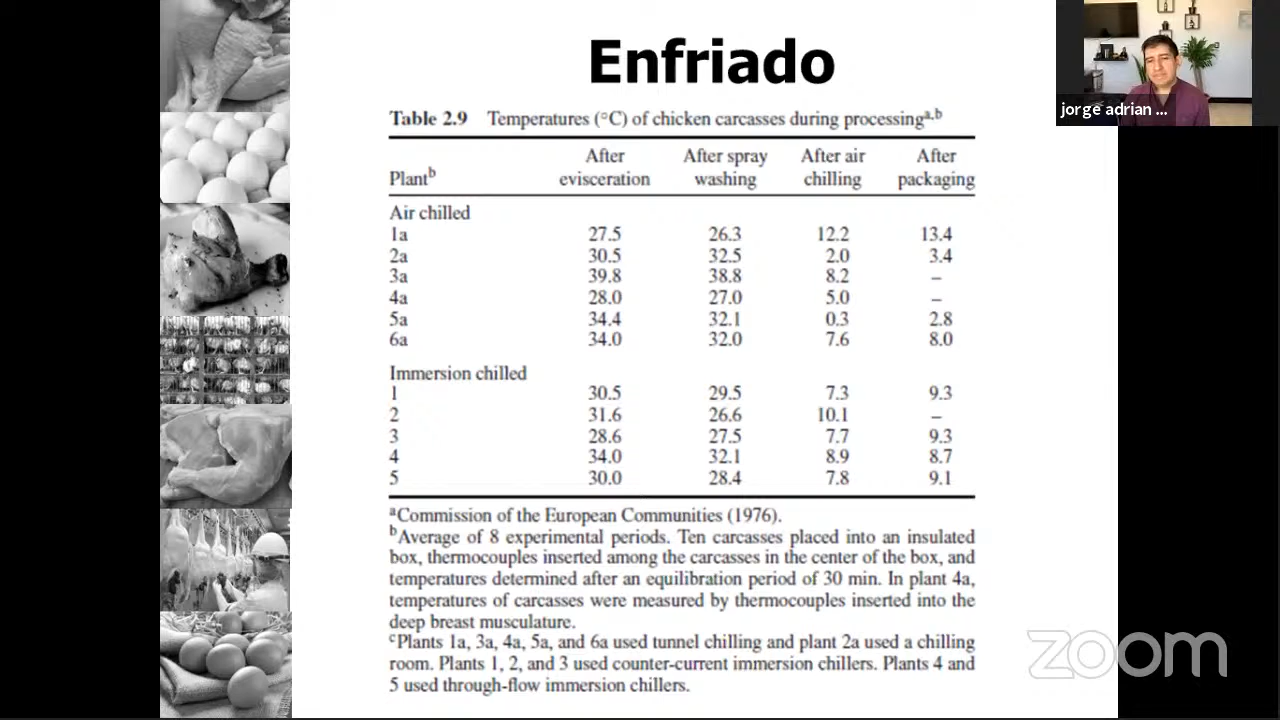 Enfriado
jorge adrian ...
Table 2.9 Temperatures (°C) of chicken carcasses during processing^a,b
Plant^b After evisceration After spray washing After air chilling After packaging
Air chilled
1a 27.5 26.3 12.2 13.4
2a 30.5 32.5 2.0 3.4
3a 39.8 38.8 8.2 –
4a 28.0 27.0 5.0 –
5a 34.4 32.1 0.3 2.8
6a 34.0 32.0 7.6 8.0
Immersion chilled
1 30.5 29.5 7.3 9.3
2 31.6 26.6 10.1 –
3 28.6 27.5 7.7 9.3
4 34.0 32.1 8.9 8.7
5 30.0 28.4 7.8 9.1
^aCommission of the European Communities (1976).
^bAverage of 8 experimental periods. Ten carcasses placed into an insulated
box, thermocouples inserted among the carcasses in the center of the box, and
temperatures determined after an equilibration period of 30 min. In plant 4a,
temperatures of carcasses were measured by thermocouples inserted into the
deep breast musculature.
^cPlants 1a, 3a, 4a, 5a, and 6a used tunnel chilling and plant 2a used a chilling
room. Plants 1, 2, and 3 used counter-current immersion chillers. Plants 4 and
5 used through-flow immersion chillers.
zoom